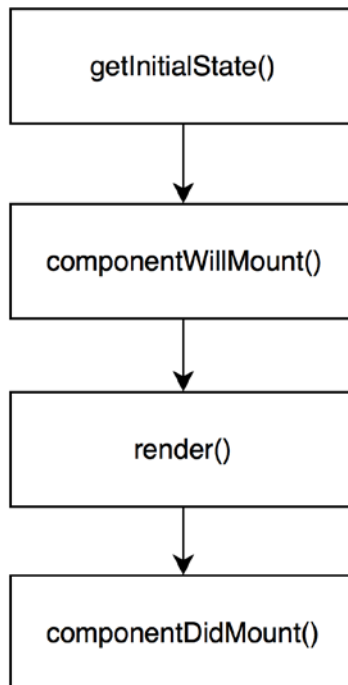 getInitialState()
componentWillMount()
render()
componentDidMount()